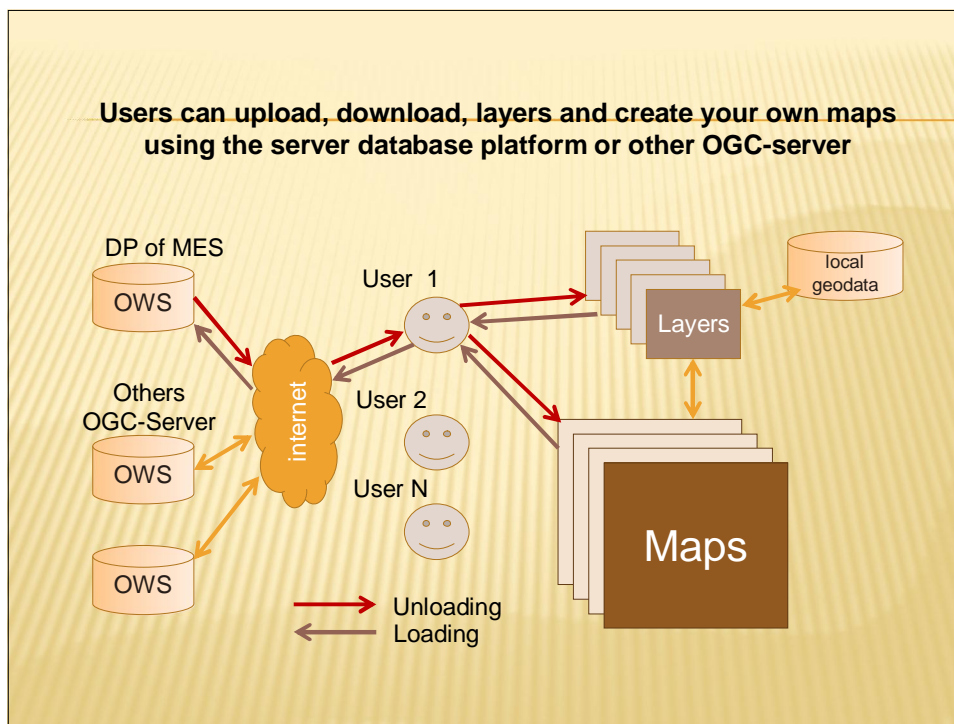 Users can upload, download, layers and create your own maps
using the server database platform or other OGC-server
DP of MES
OWS
Others
OGC-Server
OWS
OWS
internet
User 1
User 2
User N
Layers
local
geodata
Maps
Unloading
Loading